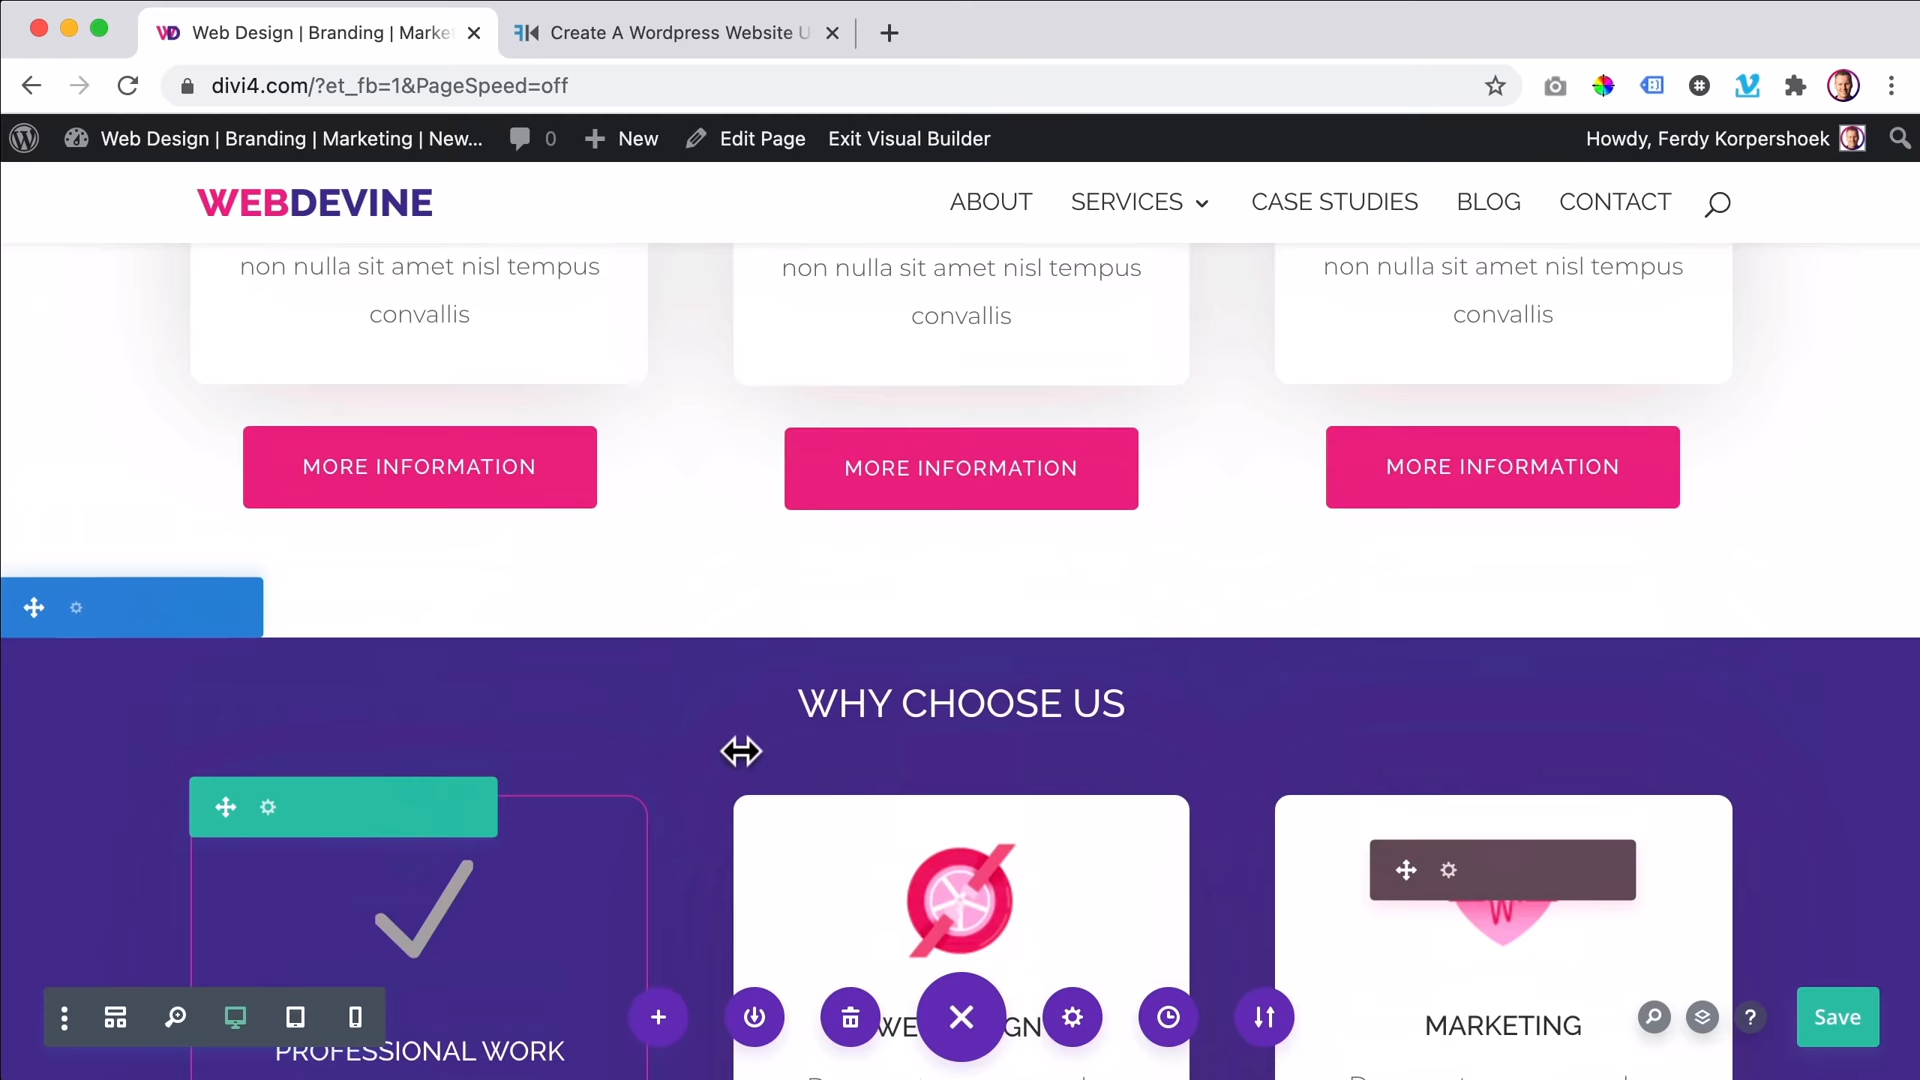 Web Design | Branding | Marke
Create A Wordpress Website U
divi4.com/?et_fb=1&PageSpeed=off
Web Design | Branding | Marketing | New... 0 New Edit Page Exit Visual Builder
Howdy, Ferdy Korpershoek
WEBDEVINE
ABOUT SERVICES CASE STUDIES BLOG CONTACT
non nulla sit amet nisl tempus
convallis
non nulla sit amet nisl tempus
convallis
non nulla sit amet nisl tempus
convallis
MORE INFORMATION
MORE INFORMATION
MORE INFORMATION
WHY CHOOSE US
W
PROFESSIONAL WORK
MARKETING
?
Save